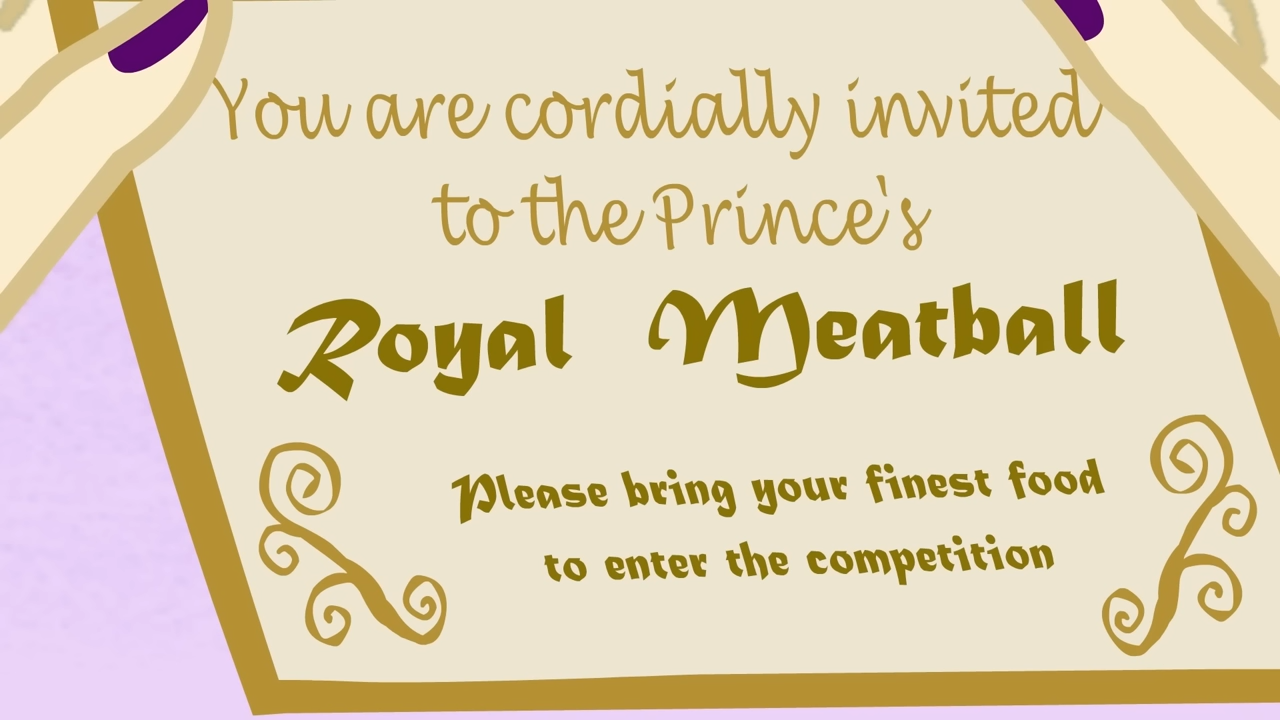 You are cordially invited
to the Prince's
Royal Meatball
Please bring your finest food
to enter the competition